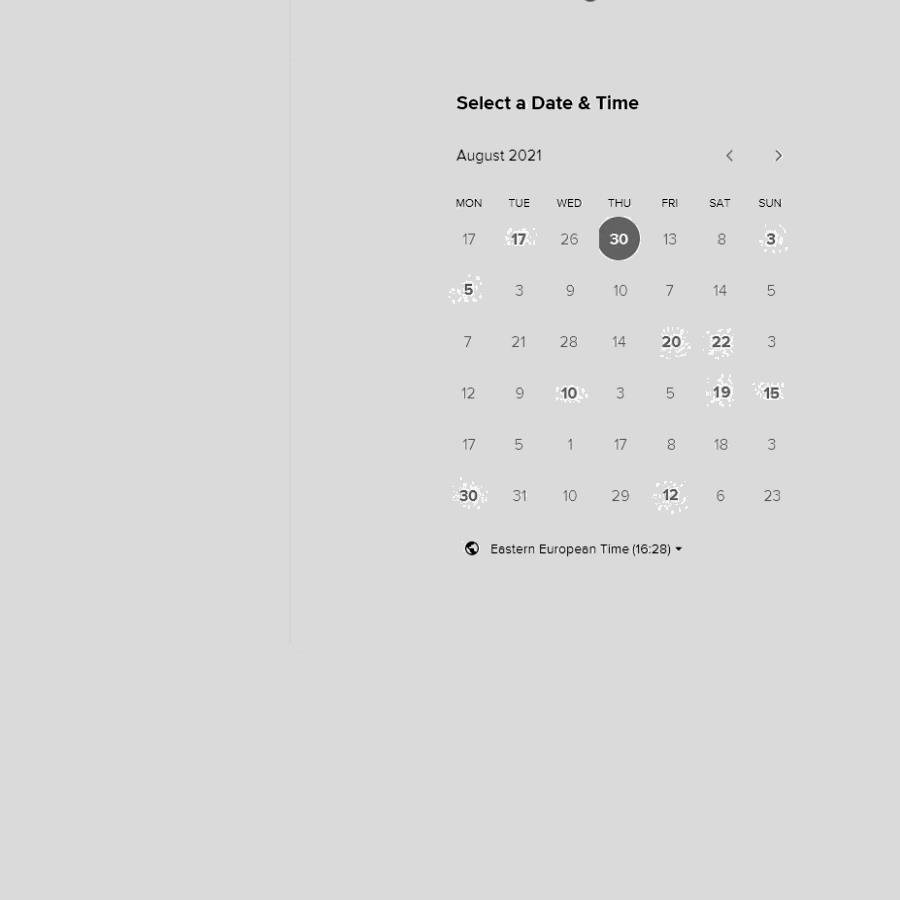 Select a Date & Time
August 2021
MON TUE WED THU FRI SAT SUN
17 17 26 30 13 8 3
5 3 9 10 7 14 5
7 21 28 14 20 22 3
12 9 10 3 5 19 15
17 5 1 17 8 18 3
30 31 10 29 12 6 23
Eastern European Time (16:28)